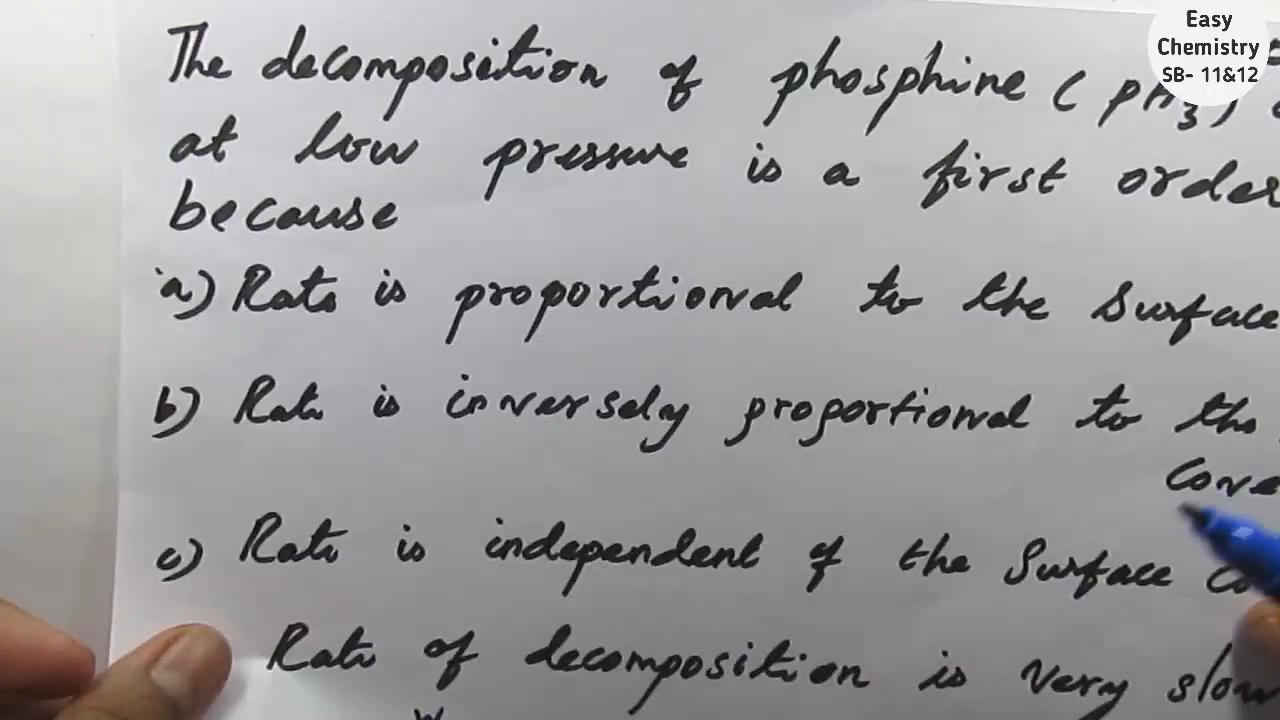 Easy
Chemistry
SB- 11&12
The decomposition of phosphine (PH3)
at low pressure is a first order
because
a) Rate is proportional to the Surface
b) Rate is inversely proportional to the
c) Rate is independent of the Surface
Rate of decomposition is very slow